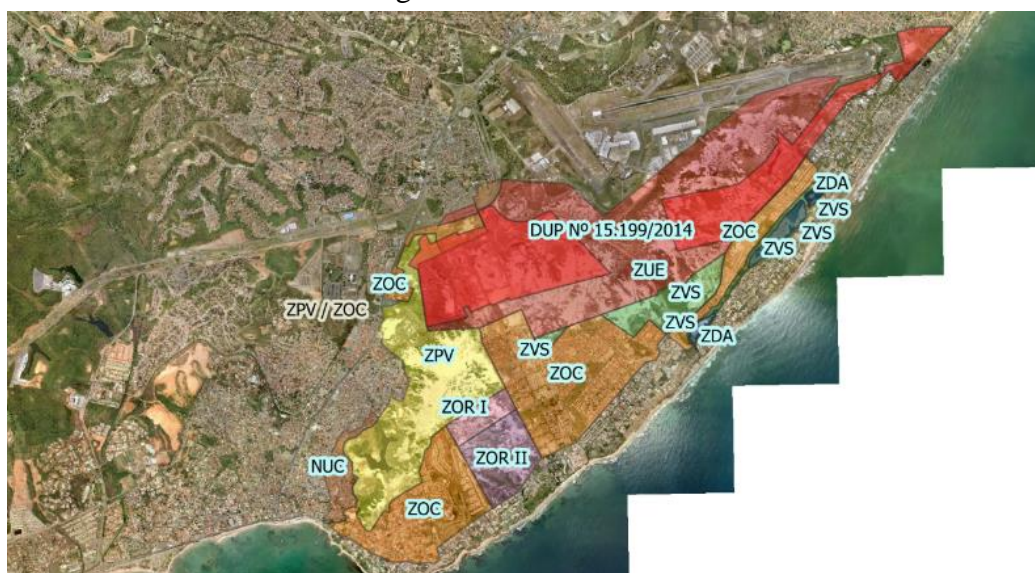 ZDA
ZVS
ZVS
DUP Nº 15.199/2014
ZOC
ZVS
ZUE
ZOC
ZVS
ZPV / ZOC
ZVS
ZDA
ZVS
ZPV
ZOC
ZOR I
NUC
ZOR II
ZOC